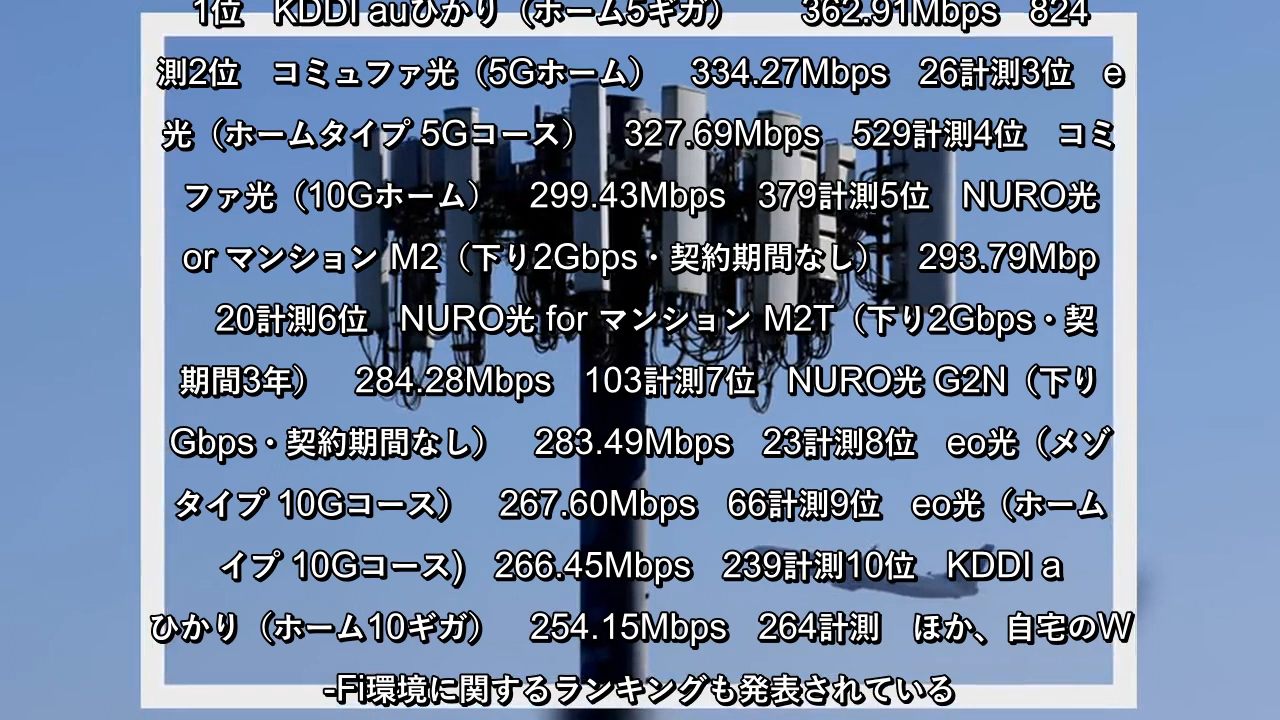 1位　KDDI auひかり（ホーム5ギガ）　　362.91Mbps　824
測2位　コミュファ光（5Gホーム）　334.27Mbps　26計測3位　e
光（ホームタイプ 5Gコース）　327.69Mbps　529計測4位　コミ
ファ光（10Gホーム）　299.43Mbps　379計測5位　NURO光
or マンション M2（下り2Gbps・契約期間なし）　293.79Mbp
20計測6位　NURO光 for マンション M2T（下り2Gbps・契
期間3年）　284.28Mbps　103計測7位　NURO光 G2N（下り
Gbps・契約期間なし）　283.49Mbps　23計測8位　eo光（メゾ
タイプ 10Gコース）　267.60Mbps　66計測9位　eo光（ホーム
イプ 10Gコース)　266.45Mbps　239計測10位　KDDI a
ひかり（ホーム10ギガ）　254.15Mbps　264計測　ほか、自宅のW
-Fi環境に関するランキングも発表されている